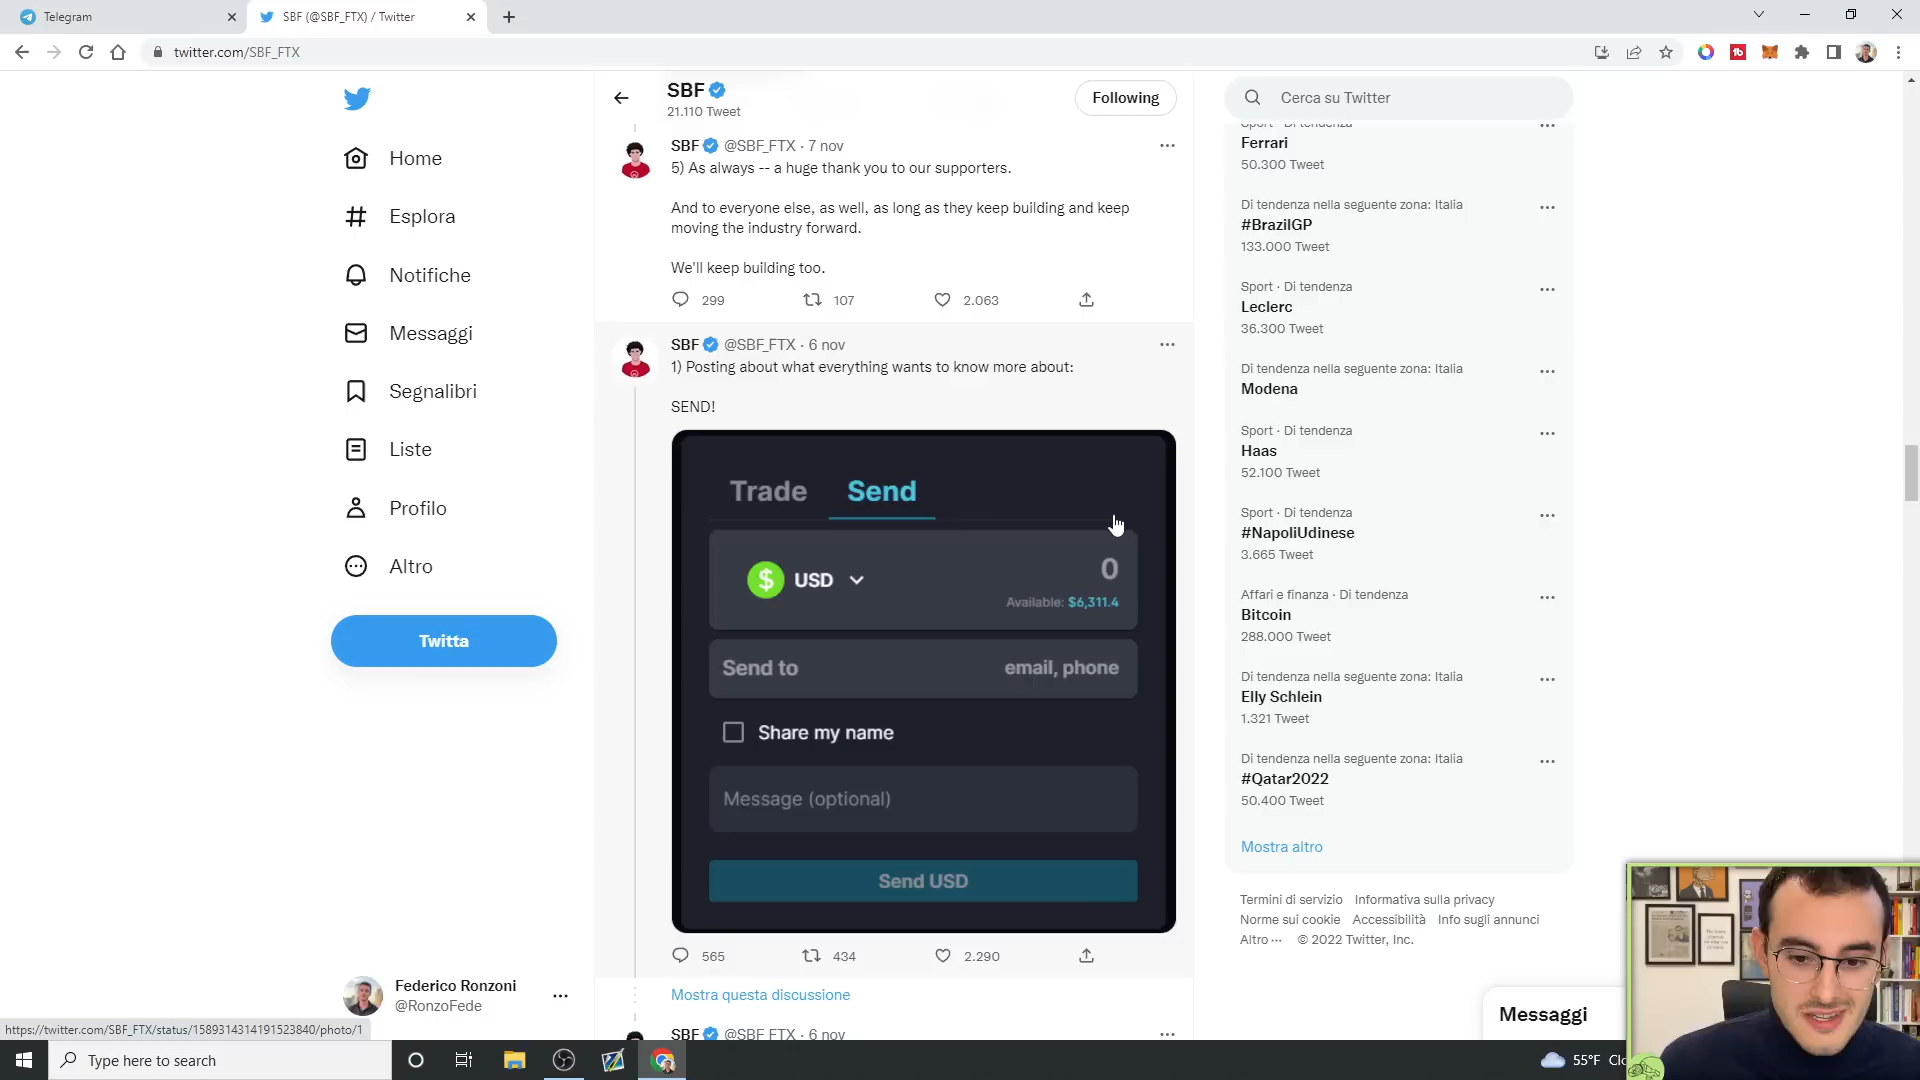 Telegram
SBF (@SBF_FTX) / Twitter
twitter.com/SBF_FTX
Home
Esplora
Notifiche
Messaggi
Segnalibri
Liste
Profilo
Altro
Twitta
Federico Ronzoni
@RonzoFede
https://twitter.com/SBF_FTX/status/1589314314191523840/photo/1
SBF
21.110 Tweet
Following
SBF @SBF_FTX · 7 nov
5) As always -- a huge thank you to our supporters.
And to everyone else, as well, as long as they keep building and keep
moving the industry forward.
We'll keep building too.
299 107 2.063
SBF @SBF_FTX · 6 nov
1) Posting about what everything wants to know more about:
SEND!
Trade Send
$ USD 0
Available: $6,311.4
Send to email, phone
Share my name
Message (optional)
Send USD
565 434 2.290
Mostra questa discussione
SBF @SBF_FTX · 6 nov
Cerca su Twitter
Sport · Di tendenza
Ferrari
50.300 Tweet
Di tendenza nella seguente zona: Italia
#BrazilGP
133.000 Tweet
Sport · Di tendenza
Leclerc
36.300 Tweet
Di tendenza nella seguente zona: Italia
Modena
Sport · Di tendenza
Haas
52.100 Tweet
Sport · Di tendenza
#NapoliUdinese
3.665 Tweet
Affari e finanza · Di tendenza
Bitcoin
288.000 Tweet
Di tendenza nella seguente zona: Italia
Elly Schlein
1.321 Tweet
Di tendenza nella seguente zona: Italia
#Qatar2022
50.400 Tweet
Mostra altro
Termini di servizio Informativa sulla privacy
Norme sui cookie Accessibilità Info sugli annunci
Altro ··· © 2022 Twitter, Inc.
Messaggi
Type here to search
55°F